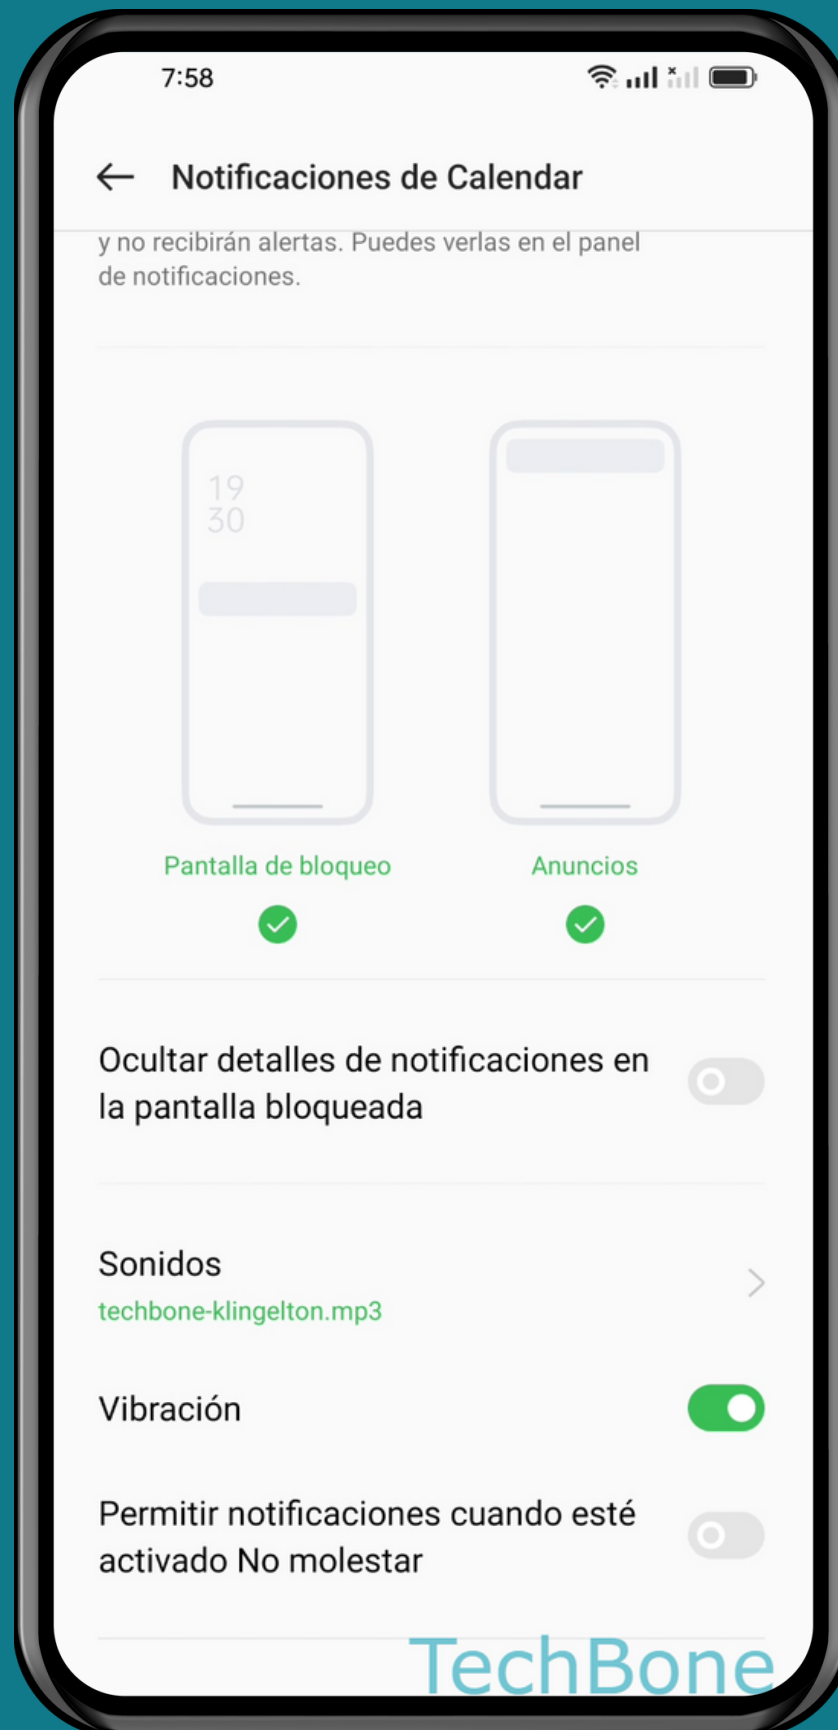 7:58
Notificaciones de Calendar
y no recibirán alertas. Puedes verlas en el panel
de notificaciones.
19
30
Pantalla de bloqueo
Anuncios
Ocultar detalles de notificaciones en
la pantalla bloqueada
Sonidos
techbone-klingelton.mp3
Vibración
Permitir notificaciones cuando esté
activado No molestar
TechBone